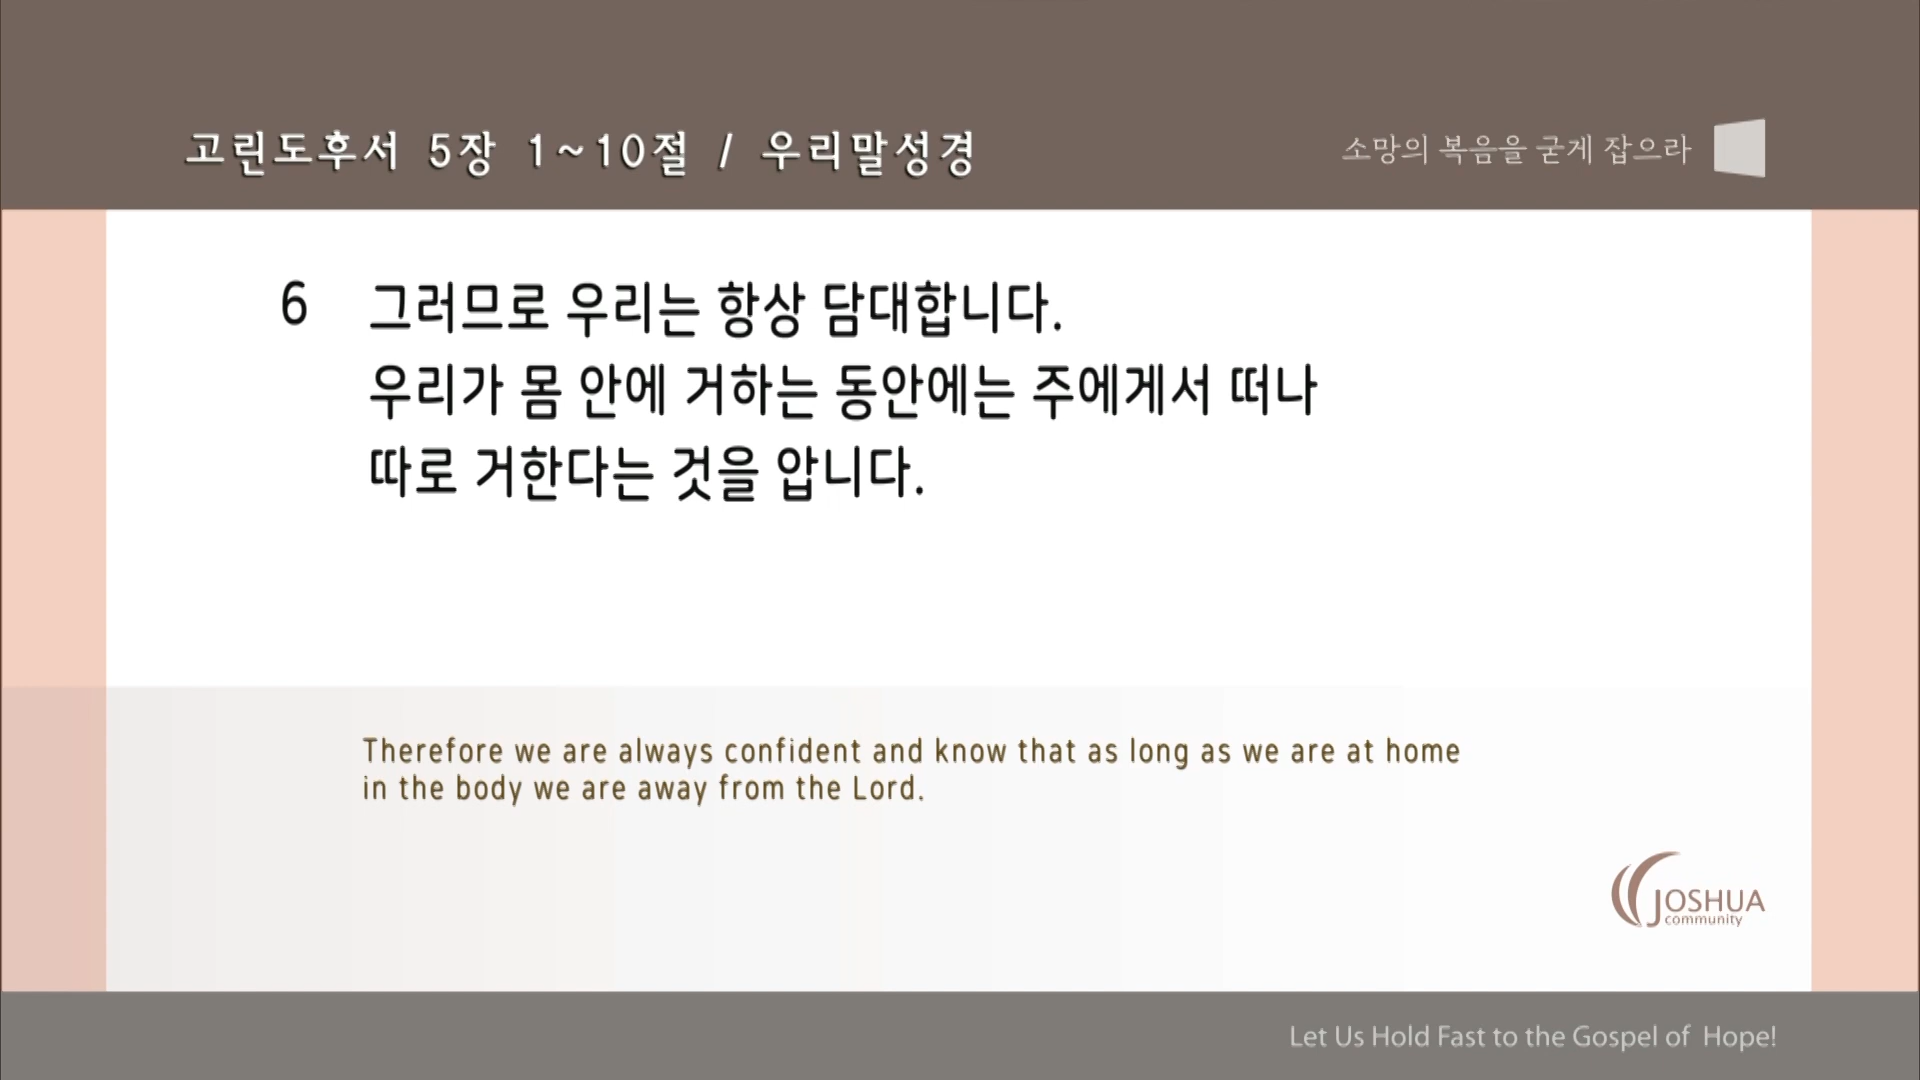 고린도후서 5장 1~10절 / 우리말성경
소망의 복음을 굳게 잡으라
6 그러므로 우리는 항상 담대합니다.
우리가 몸 안에 거하는 동안에는 주에게서 떠나
따로 거한다는 것을 압니다.
Therefore we are always confident and know that as long as we are at home
in the body we are away from the Lord.
JOSHUA
community
Let Us Hold Fast to the Gospel of Hope!